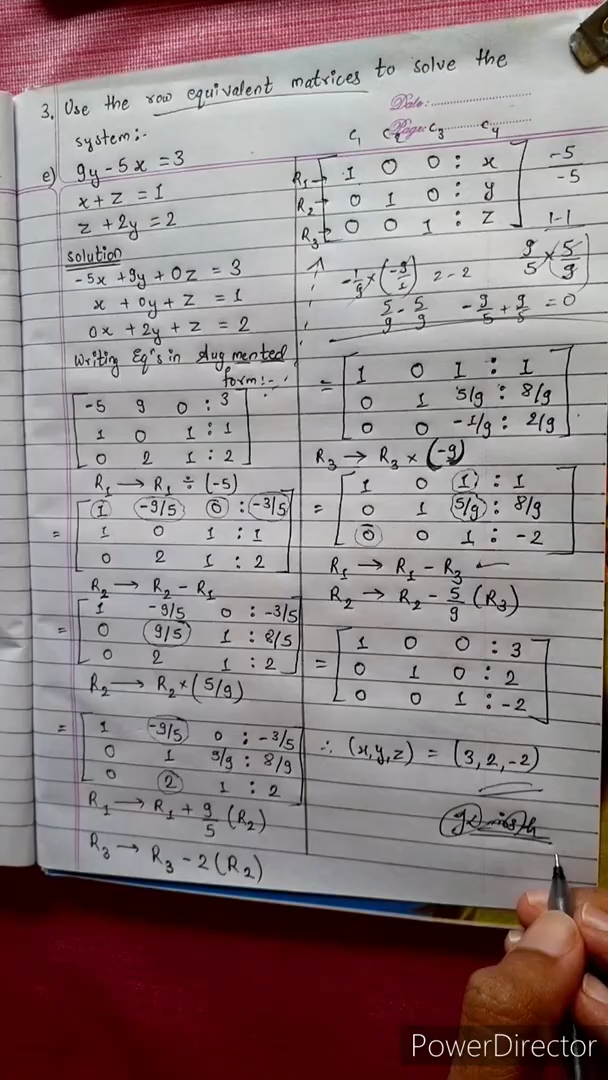 3. Use the row equivalent matrices to solve the
system:-
Date:
Page:
e) 9y - 5x = 3
x + z = 1
z + 2y = 2
solution
-5x + 9y + 0z = 3
x + 0y + z = 1
0x + 2y + z = 2
Writing Eqⁿs in Augmented
form:-
-5 9 0 : 3
1 0 1 : 1
0 2 1 : 2
R₁ → R₁ ÷ (-5)
= 1 -9/5 0 : -3/5
1 0 1 : 1
0 2 1 : 2
R₂ → R₂ - R₁
= 1 -9/5 0 : -3/5
0 9/5 1 : 8/5
0 2 1 : 2
R₂ → R₂ × (5/9)
= 1 -9/5 0 : -3/5
0 1 5/9 : 8/9
0 2 1 : 2
R₁ → R₁ + 9/5 (R₂)
R₃ → R₃ - 2(R₂)
C₁ C₂ C₃ C₄
R₁ → 1 0 0 : x
R₂ → 0 1 0 : y
R₃ → 0 0 1 : z
-5/-5
1-1
-1/9 × (-9/1) 2-2 9/5 × (5/9)
5/9 - 5/9 -9/5 + 9/5 = 0
= 1 0 1 : 1
0 1 5/9 : 8/9
0 0 -1/9 : 2/9
R₃ → R₃ × (-9)
= 1 0 1 : 1
0 1 5/9 : 8/9
0 0 1 : -2
R₁ → R₁ - R₃
R₂ → R₂ - 5/9 (R₃)
= 1 0 0 : 3
0 1 0 : 2
0 0 1 : -2
∴ (x,y,z) = (3, 2, -2)
PowerDirector